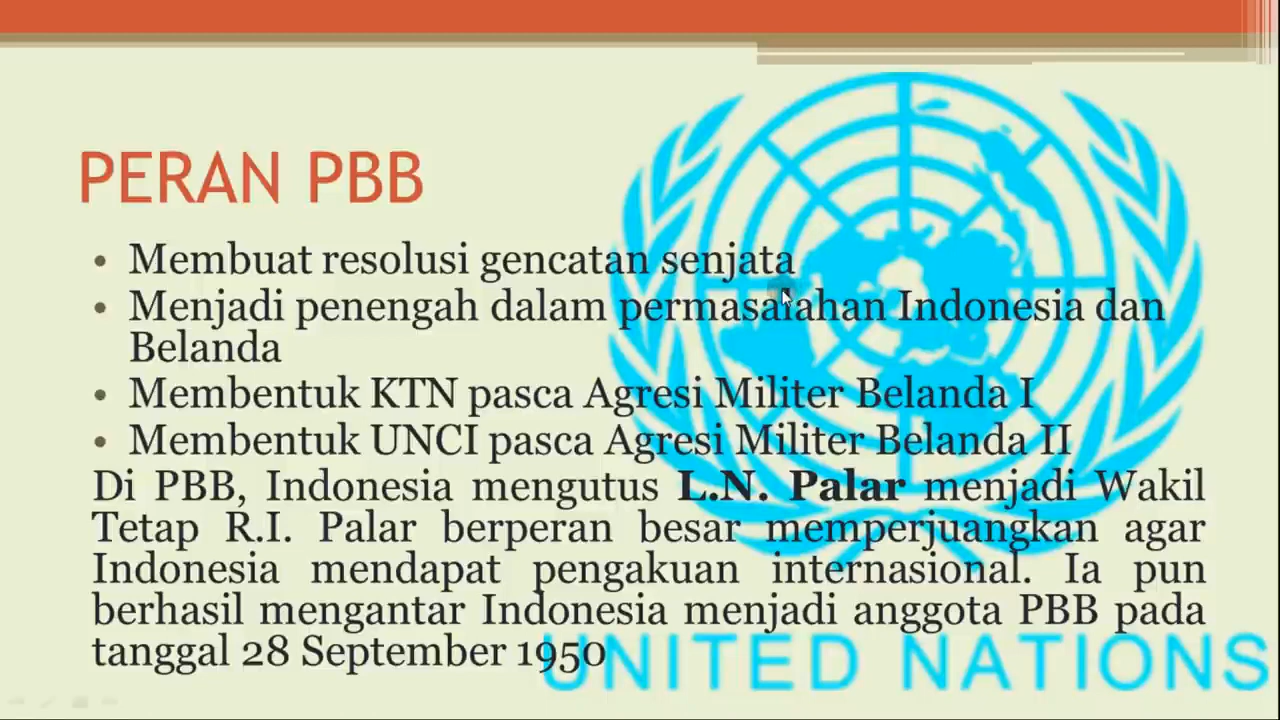 PERAN PBB
• Membuat resolusi gencatan senjata
• Menjadi penengah dalam permasalahan Indonesia dan
Belanda
• Membentuk KTN pasca Agresi Militer Belanda I
• Membentuk UNCI pasca Agresi Militer Belanda II
Di PBB, Indonesia mengutus L.N. Palar menjadi Wakil
Tetap R.I. Palar berperan besar memperjuangkan agar
Indonesia mendapat pengakuan internasional. Ia pun
berhasil mengantar Indonesia menjadi anggota PBB pada
tanggal 28 September 1950
UNITED NATIONS